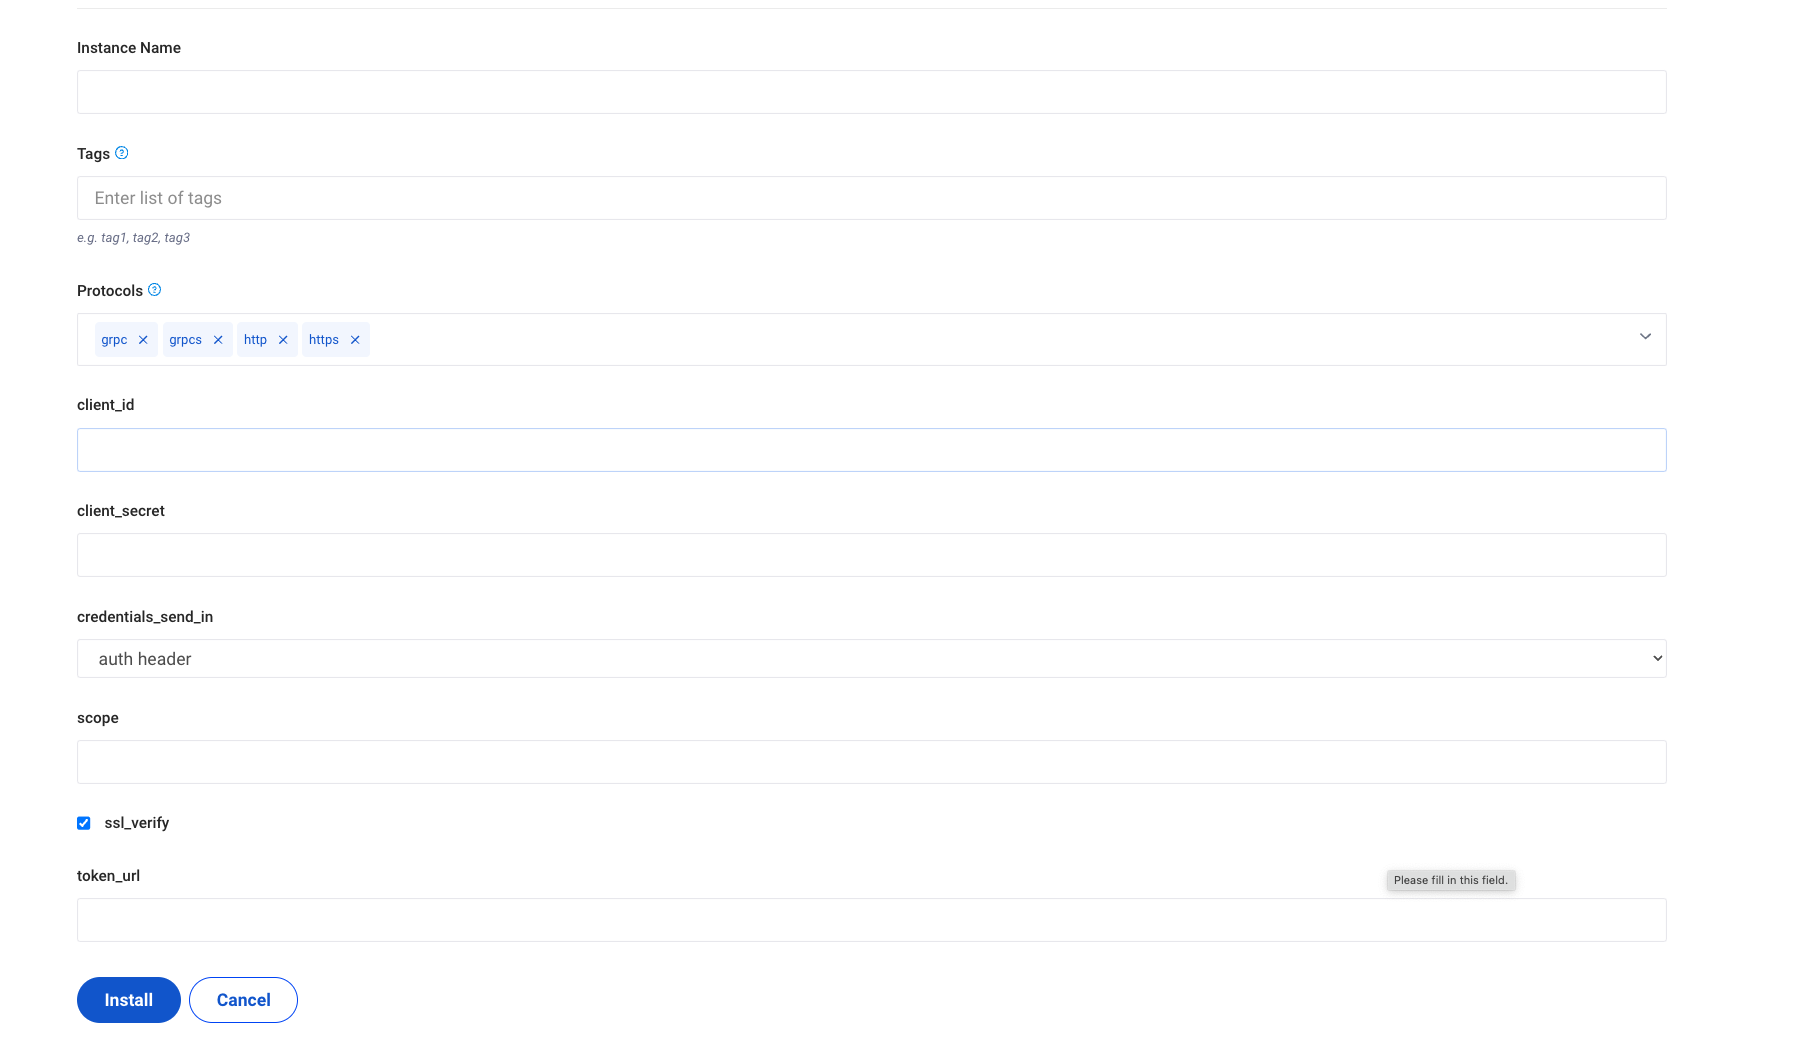 Instance Name
Tags
Enter list of tags
e.g. tag1, tag2, tag3
Protocols
grpc grpcs http https
client_id
client_secret
credentials_send_in
auth header
scope
ssl_verify
token_url
Please fill in this field.
Install Cancel